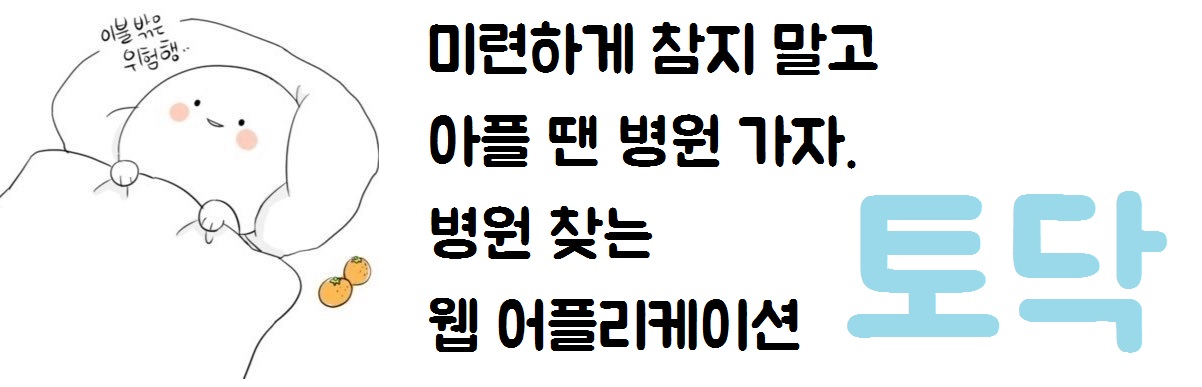 이불 밖은
위험행..
미련하게 참지 말고
아플 땐 병원 가자.
병원 찾는
웹 어플리케이션
토닥